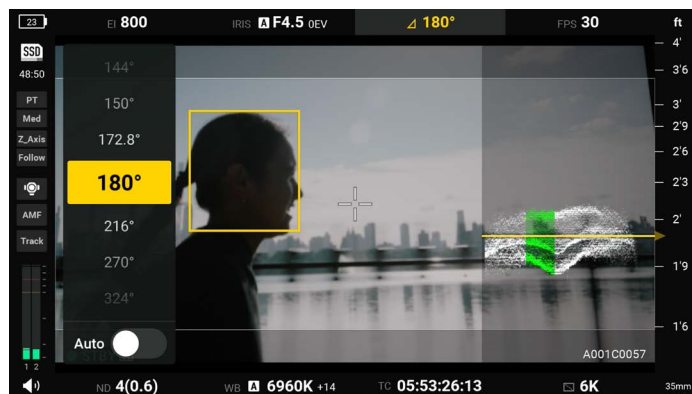 23
EI 800
IRIS A F4.5 0EV
180°
FPS 30
ft
SSD
48:50
PT
Med
Z_Axis
Follow
AMF
Track
1 2
144°
150°
172.8°
180°
216°
270°
324°
Auto
STBY
4'
3'6
3'
2'9
2'6
2'3
2'
1'9
1'6
A001C0057
ND 4(0.6)
WB A 6960K +14
TC 05:53:26:13
6K
35mm